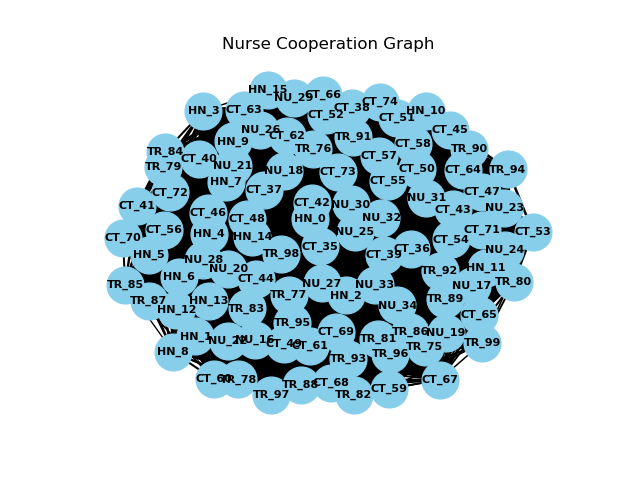 Nurse Cooperation Graph
HN_15
NU_29
CT_66
HN_3
CT_63
CT_52
CT_38
CT_74
HN_10
CT_51
NU_26
CT_45
HN_9
CT_62
TR_91
CT_58
TR_76
TR_90
TR_84
CT_40
CT_57
TR_79
NU_21
NU_18
CT_73
CT_50
CT_64
TR_94
HN_7
CT_55
CT_72
CT_37
CT_47
NU_31
CT_41
CT_46
CT_42
NU_30
CT_43
NU_23
CT_48
HN_0
NU_32
CT_70
CT_56
HN_4
HN_14
NU_25
CT_54
CT_71
CT_53
CT_35
CT_36
NU_24
HN_5
NU_28
TR_98
CT_39
NU_20
TR_92
HN_11
HN_6
CT_44
TR_85
NU_27
NU_33
NU_17
TR_80
TR_87
HN_12
HN_13
TR_77
HN_2
TR_89
TR_83
NU_34
CT_65
TR_95
HN_1
NU_22
NU_16
CT_49
CT_61
CT_69
TR_81
TR_86
NU_19
HN_8
TR_93
TR_96
TR_75
TR_99
CT_60
TR_78
TR_88
CT_68
CT_59
CT_67
TR_97
TR_82